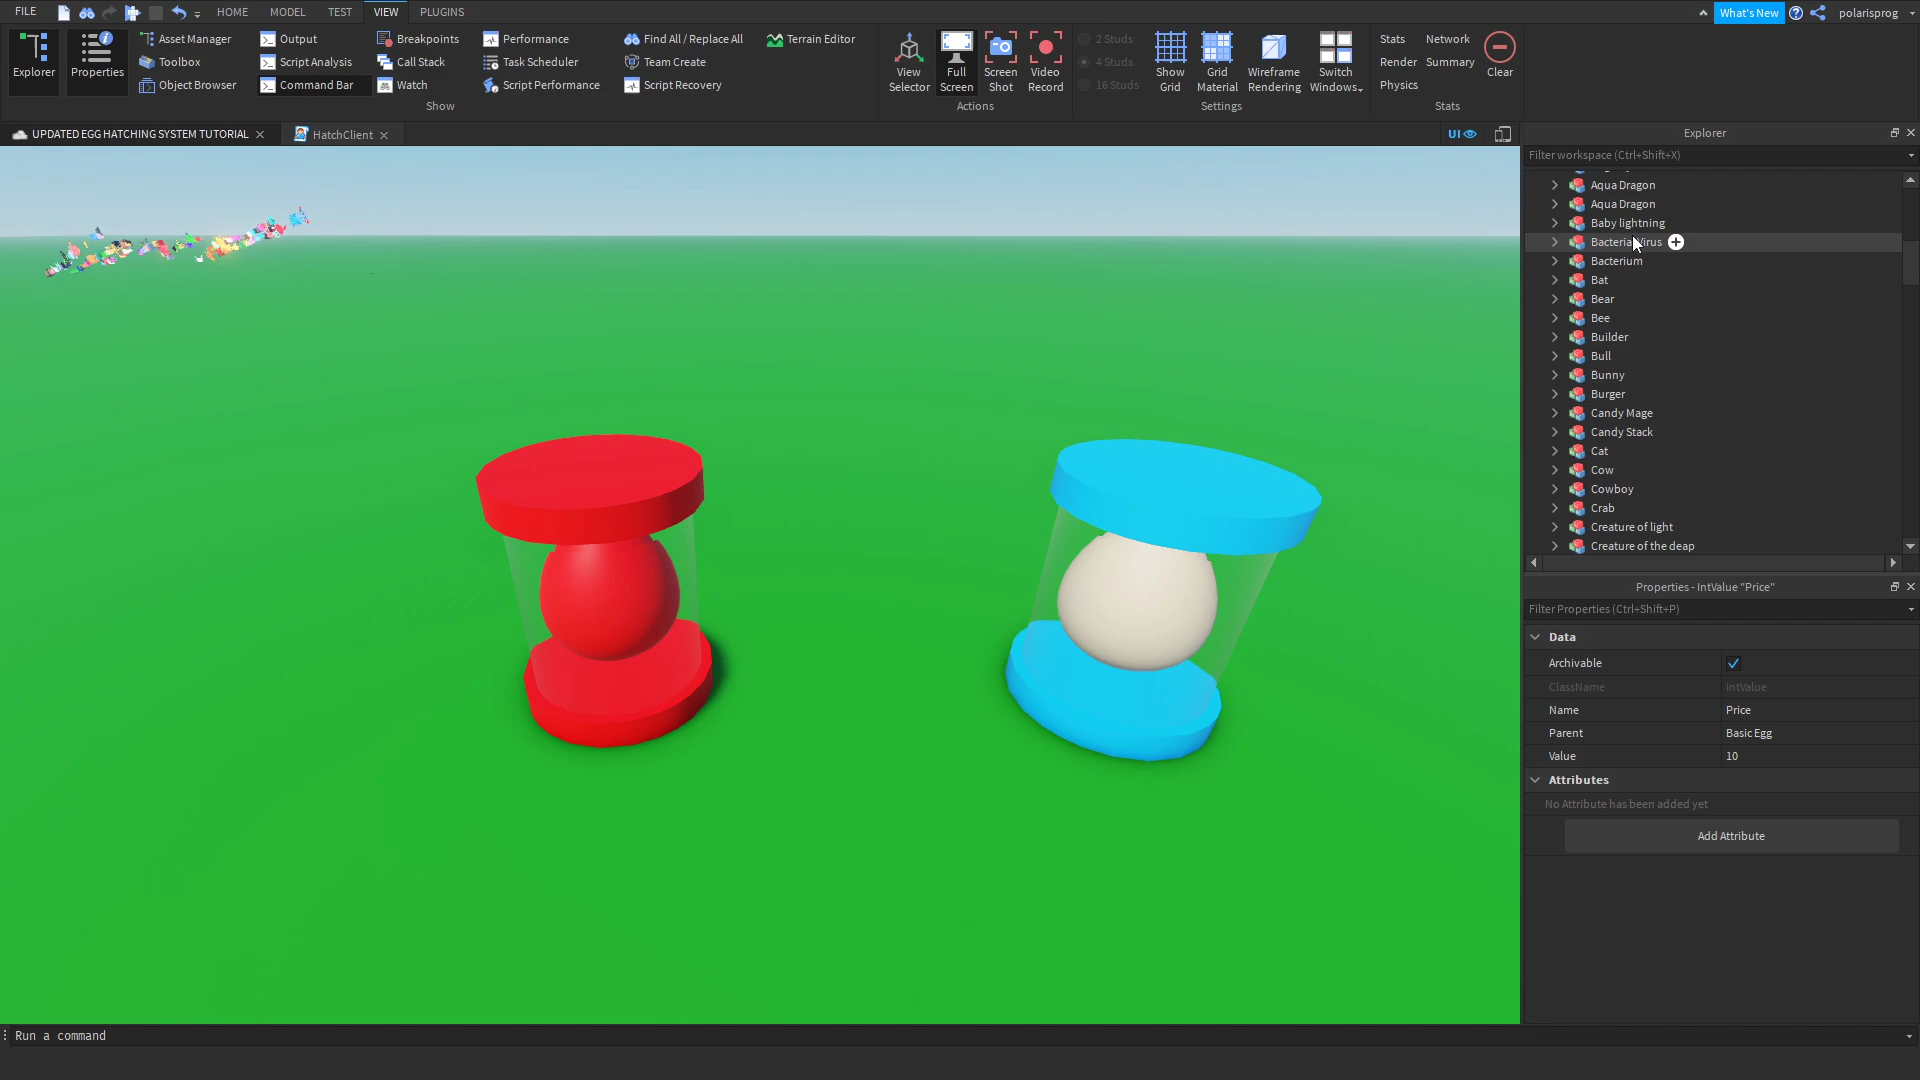 FILE
HOME
MODEL
TEST
VIEW
PLUGINS
What's New
polarisprog
Explorer
Properties
Asset Manager
Toolbox
Object Browser
Output
Script Analysis
Command Bar
Breakpoints
Call Stack
Watch
Performance
Task Scheduler
Script Performance
Find All / Replace All
Team Create
Script Recovery
Terrain Editor
Show
View
Selector
Full
Screen
Screen
Shot
Video
Record
Actions
2 Studs
4 Studs
16 Studs
Show
Grid
Grid
Material
Wireframe
Rendering
Switch
Windows
Settings
Stats
Render
Physics
Network
Summary
Clear
Stats
UPDATED EGG HATCHING SYSTEM TUTORIAL
HatchClient
UI
Explorer
Filter workspace (Ctrl+Shift+X)
Aqua Dragon
Aqua Dragon
Baby lightning
Bacterium
Bat
Bear
Bee
Builder
Bull
Bunny
Burger
Candy Mage
Candy Stack
Cat
Cow
Cowboy
Crab
Creature of light
Creature of the deap
Properties - IntValue "Price"
Filter Properties (Ctrl+Shift+P)
Data
Archivable
ClassName IntValue
Name Price
Parent Basic Egg
Value 10
Attributes
No Attribute has been added yet
Add Attribute
Run a command